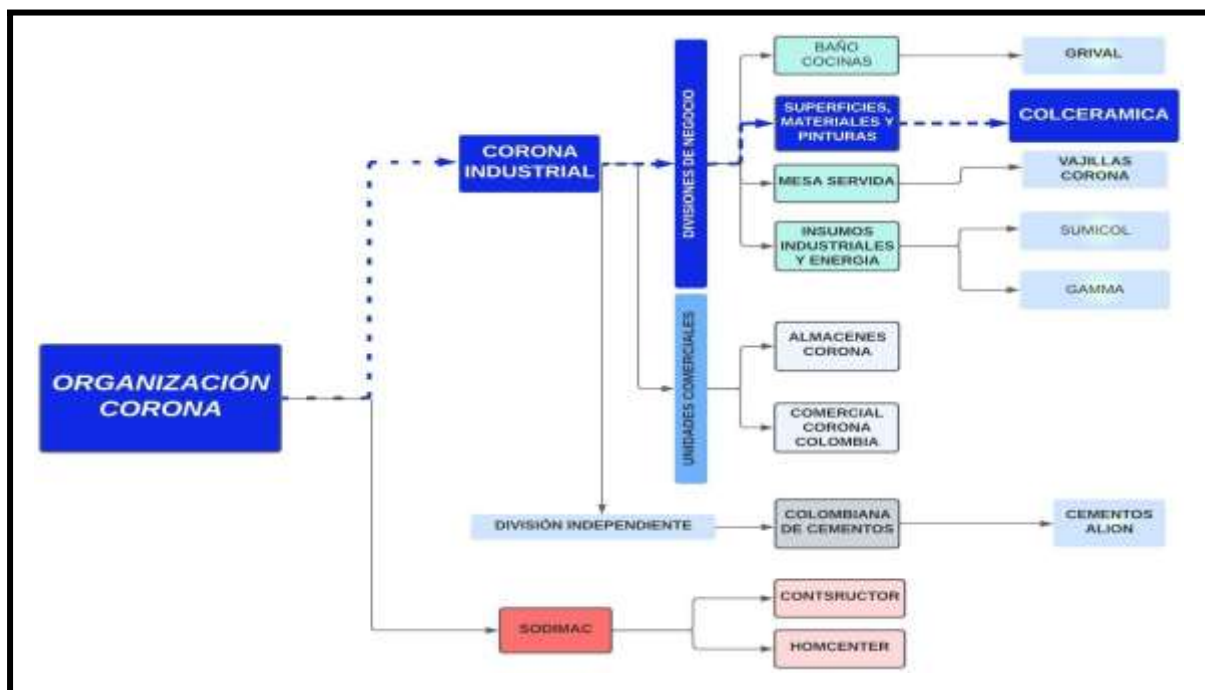 ORGANIZACIÓN
CORONA
CORONA
INDUSTRIAL
DIVISIONES DE NEGOCIO
BAÑO
COCINAS
GRIVAL
SUPERFICIES,
MATERIALES Y
PINTURAS
COLCERAMICA
MESA SERVIDA
VAJILLAS
CORONA
INSUMOS
INDUSTRIALES
Y ENERGIA
SUMICOL
GAMMA
UNIDADES COMERCIALES
ALMACENES
CORONA
COMERCIAL
CORONA
COLOMBIA
DIVISIÓN INDEPENDIENTE
COLOMBIANA
DE CEMENTOS
CEMENTOS
ALION
SODIMAC
CONTSRUCTOR
HOMCENTER